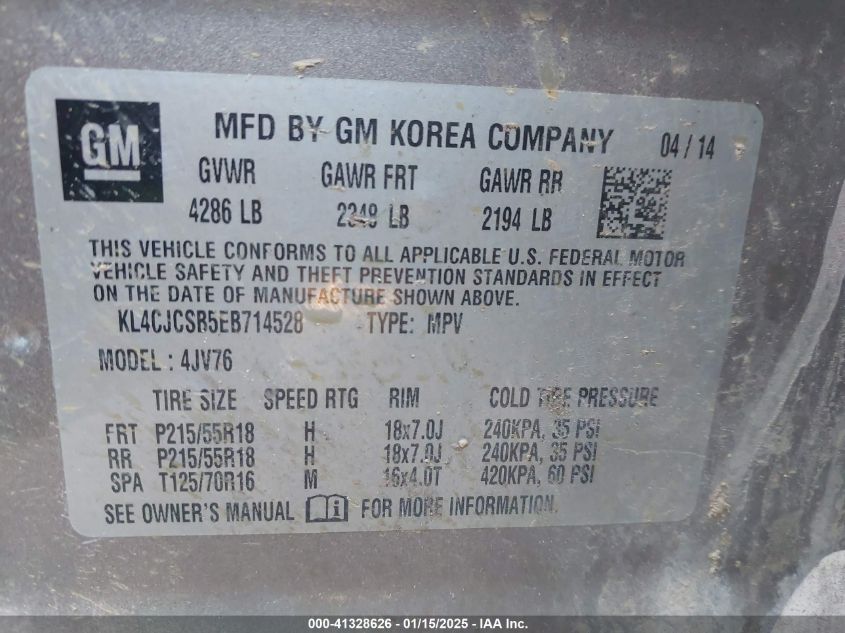 GM
MFD BY GM KOREA COMPANY 04 / 14
GVWR GAWR FRT GAWR RR
4286 LB 2249 LB 2194 LB
THIS VEHICLE CONFORMS TO ALL APPLICABLE U.S. FEDERAL MOTOR
VEHICLE SAFETY AND THEFT PREVENTION STANDARDS IN EFFECT
ON THE DATE OF MANUFACTURE SHOWN ABOVE.
KL4CJCSB5EB714528 TYPE: MPV
MODEL : 4JV76
TIRE SIZE SPEED RTG RIM COLD TIRE PRESSURE
FRT P215/55R18 H 18x7.0J 240KPA, 35 PSI
RR P215/55R18 H 18x7.0J 240KPA, 35 PSI
SPA T125/70R16 M 16x4.0T 420KPA, 60 PSI
SEE OWNER'S MANUAL i FOR MORE INFORMATION.
000-41328626 - 01/15/2025 - IAA Inc.